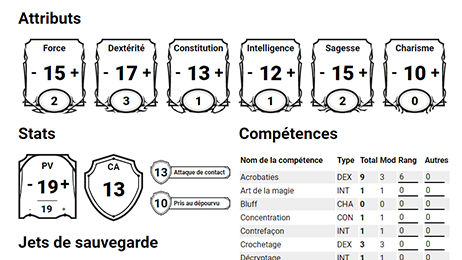 Attributs
Force Dextérité Constitution Intelligence Sagesse Charisme
- 15 + - 17 + - 13 + - 12 + - 15 + - 10 +
2 3 1 1 2 0
Stats
PV
- 19 +
19
CA
13
13 Attaque de contact
10 Pris au dépourvu
Jets de sauvegarde
Compétences
Nom de la compétence Type Total Mod Rang Autres
Acrobaties DEX 9 3 6 0
Art de la magie INT 1 1 0 0
Bluff CHA 0 0 0 0
Concentration CON 1 1 0 0
Contrefaçon INT 1 1 0 0
Crochetage DEX 3 3 0 0
Décryptage INT 1 1 0 0